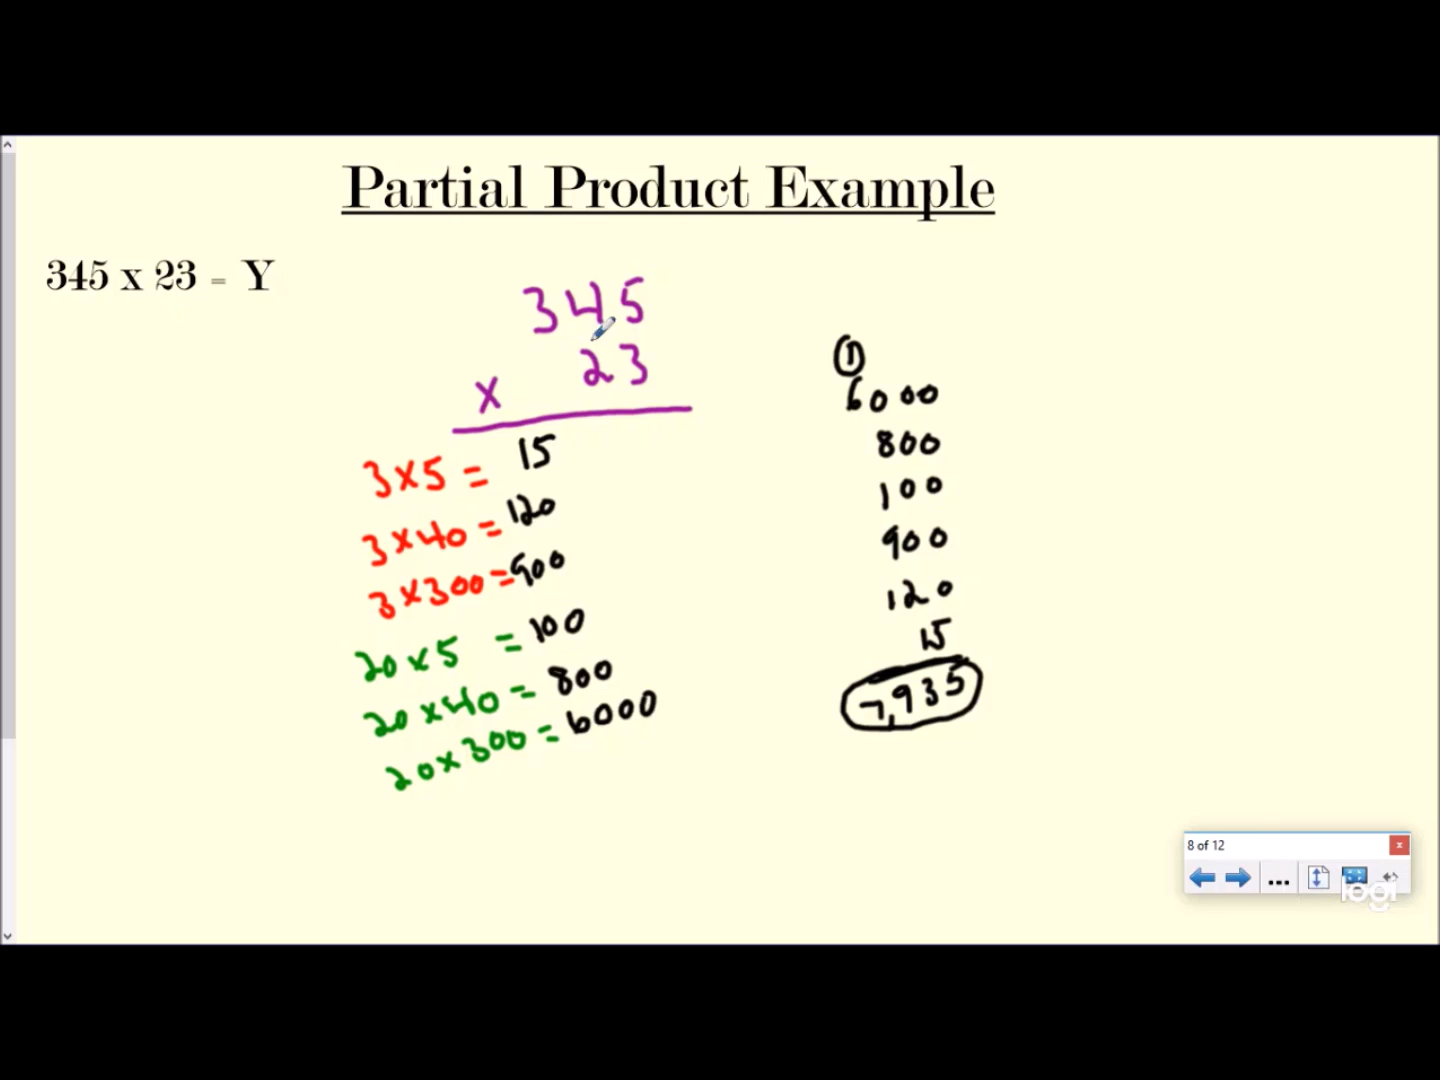 Partial Product Example
345 x 23 = Y
345
x 23
3x5 = 15
3x40 = 120
3x300 = 900
20x5 = 100
20x40 = 800
20x300 = 6000
①
6000
800
100
900
120
15
7,935
8 of 12
x
...
logi